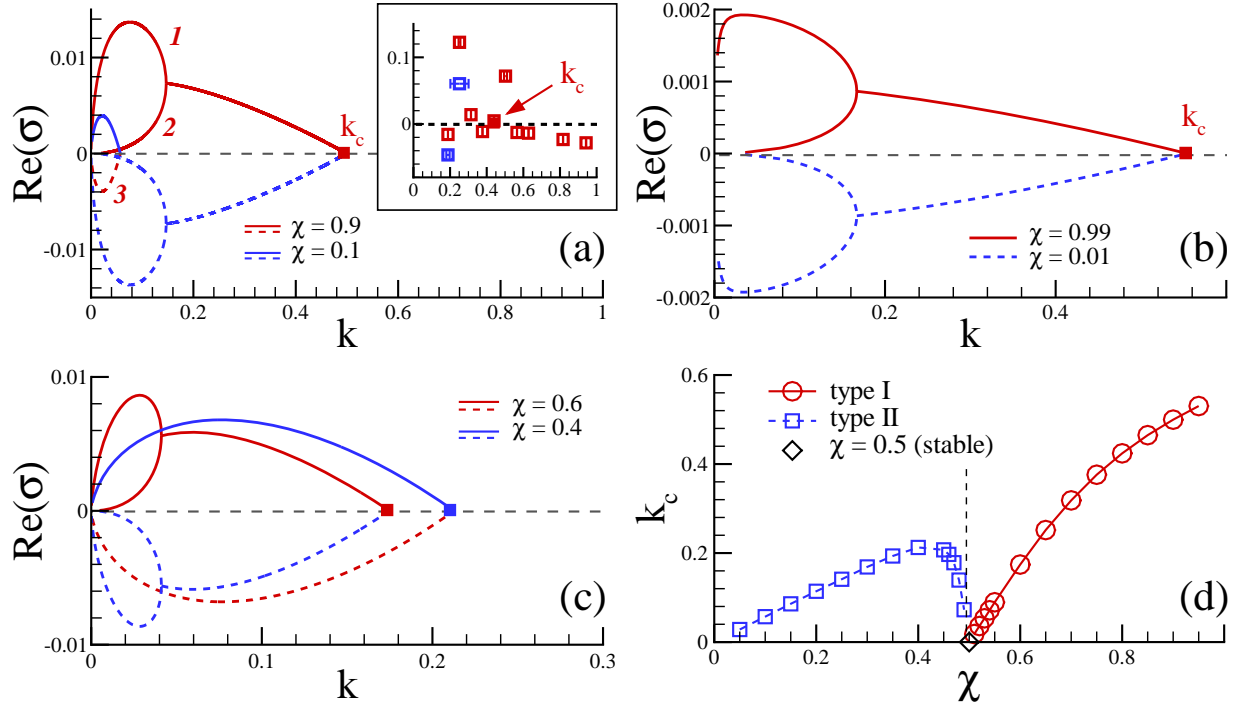 0.01
0
-0.01
Re(σ)
1
2
3
k_c
χ = 0.9
χ = 0.1
(a)
0 0.2 0.4 0.6 0.8 1
k
0.1
0
k_c
0 0.2 0.4 0.6 0.8 1
0.002
0.001
0
-0.001
-0.002
Re(σ)
k_c
χ = 0.99
χ = 0.01
(b)
0 0.2 0.4
k
0.01
0
-0.01
Re(σ)
χ = 0.6
χ = 0.4
(c)
0 0.1 0.2 0.3
k
0.6
0.4
0.2
0
k_c
type I
type II
χ = 0.5 (stable)
(d)
0 0.2 0.4 0.6 0.8
χ